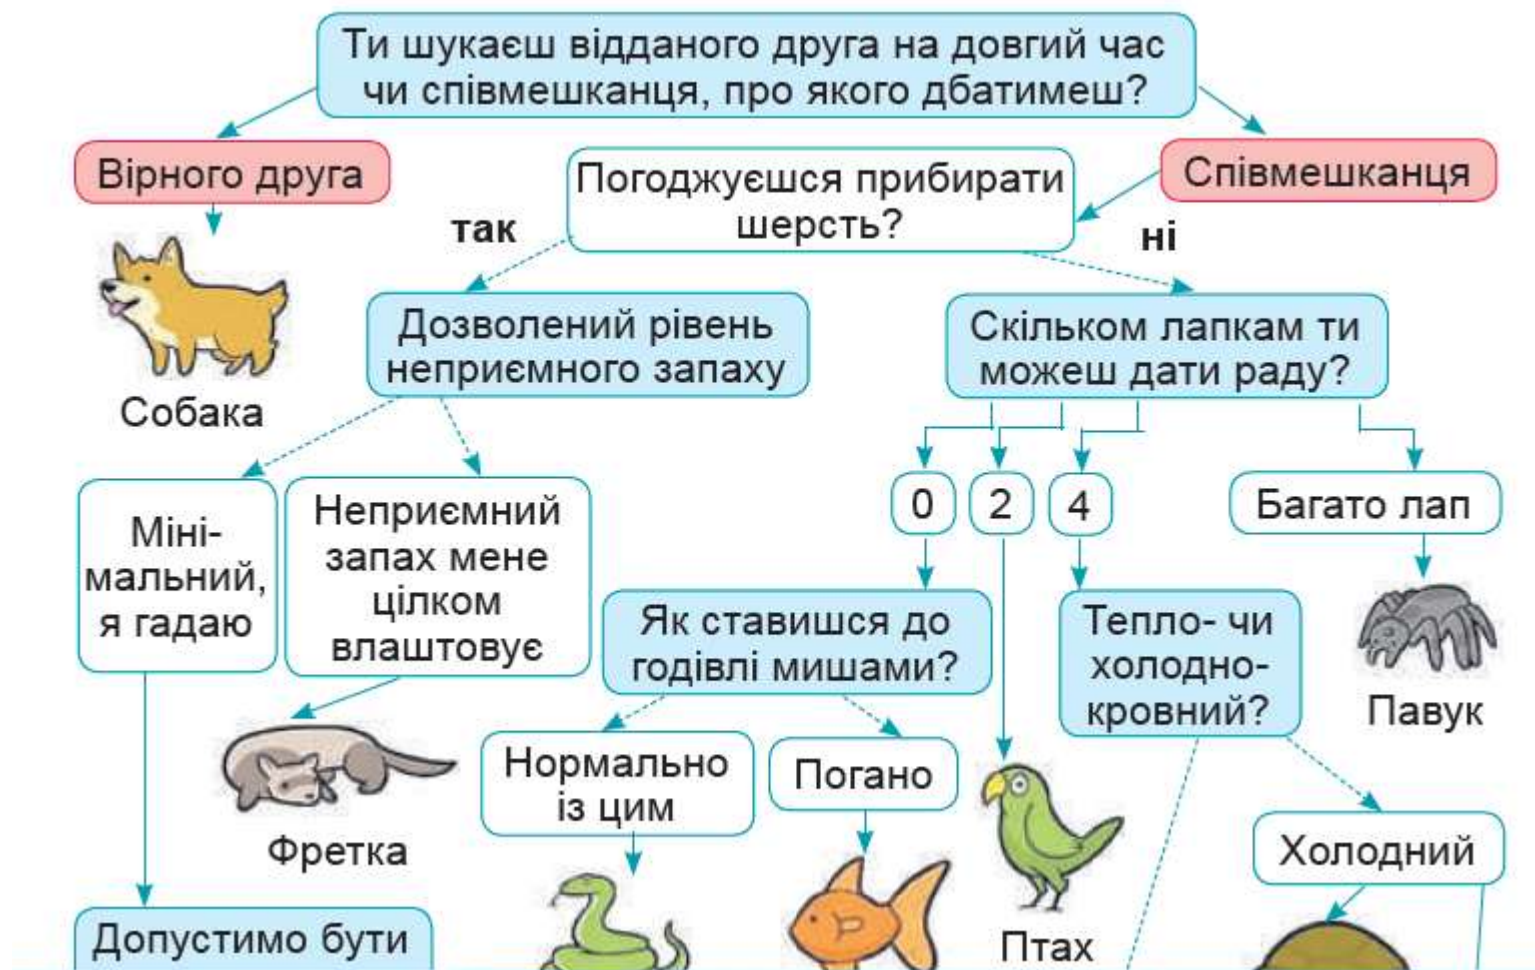 Ти шукаєш відданого друга на довгий час
чи співмешканця, про якого дбатимеш?
Вірного друга
Співмешканця
Погоджуєшся прибирати
шерсть?
так
ні
Собака
Дозволений рівень
неприємного запаху
Скільком лапкам ти
можеш дати раду?
Міні-
мальний,
я гадаю
Неприємний
запах мене
цілком
влаштовує
0
2
4
Багато лап
Як ставишся до
годівлі мишами?
Тепло- чи
холодно-
кровний?
Павук
Фретка
Нормально
із цим
Погано
Холодний
Птах
Допустимо бути